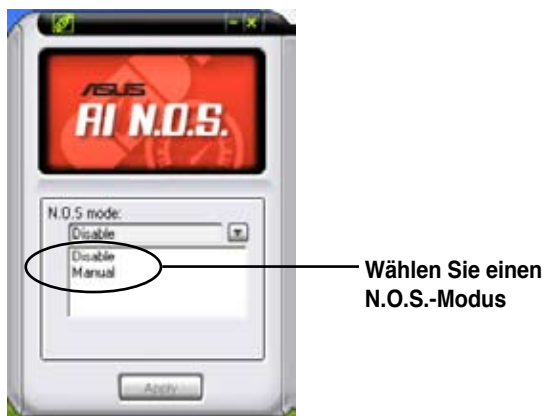 ASUS
AI N.O.S.
N.O.S mode:
Disable
Disable
Manual
Wählen Sie einen
N.O.S.-Modus
Apply